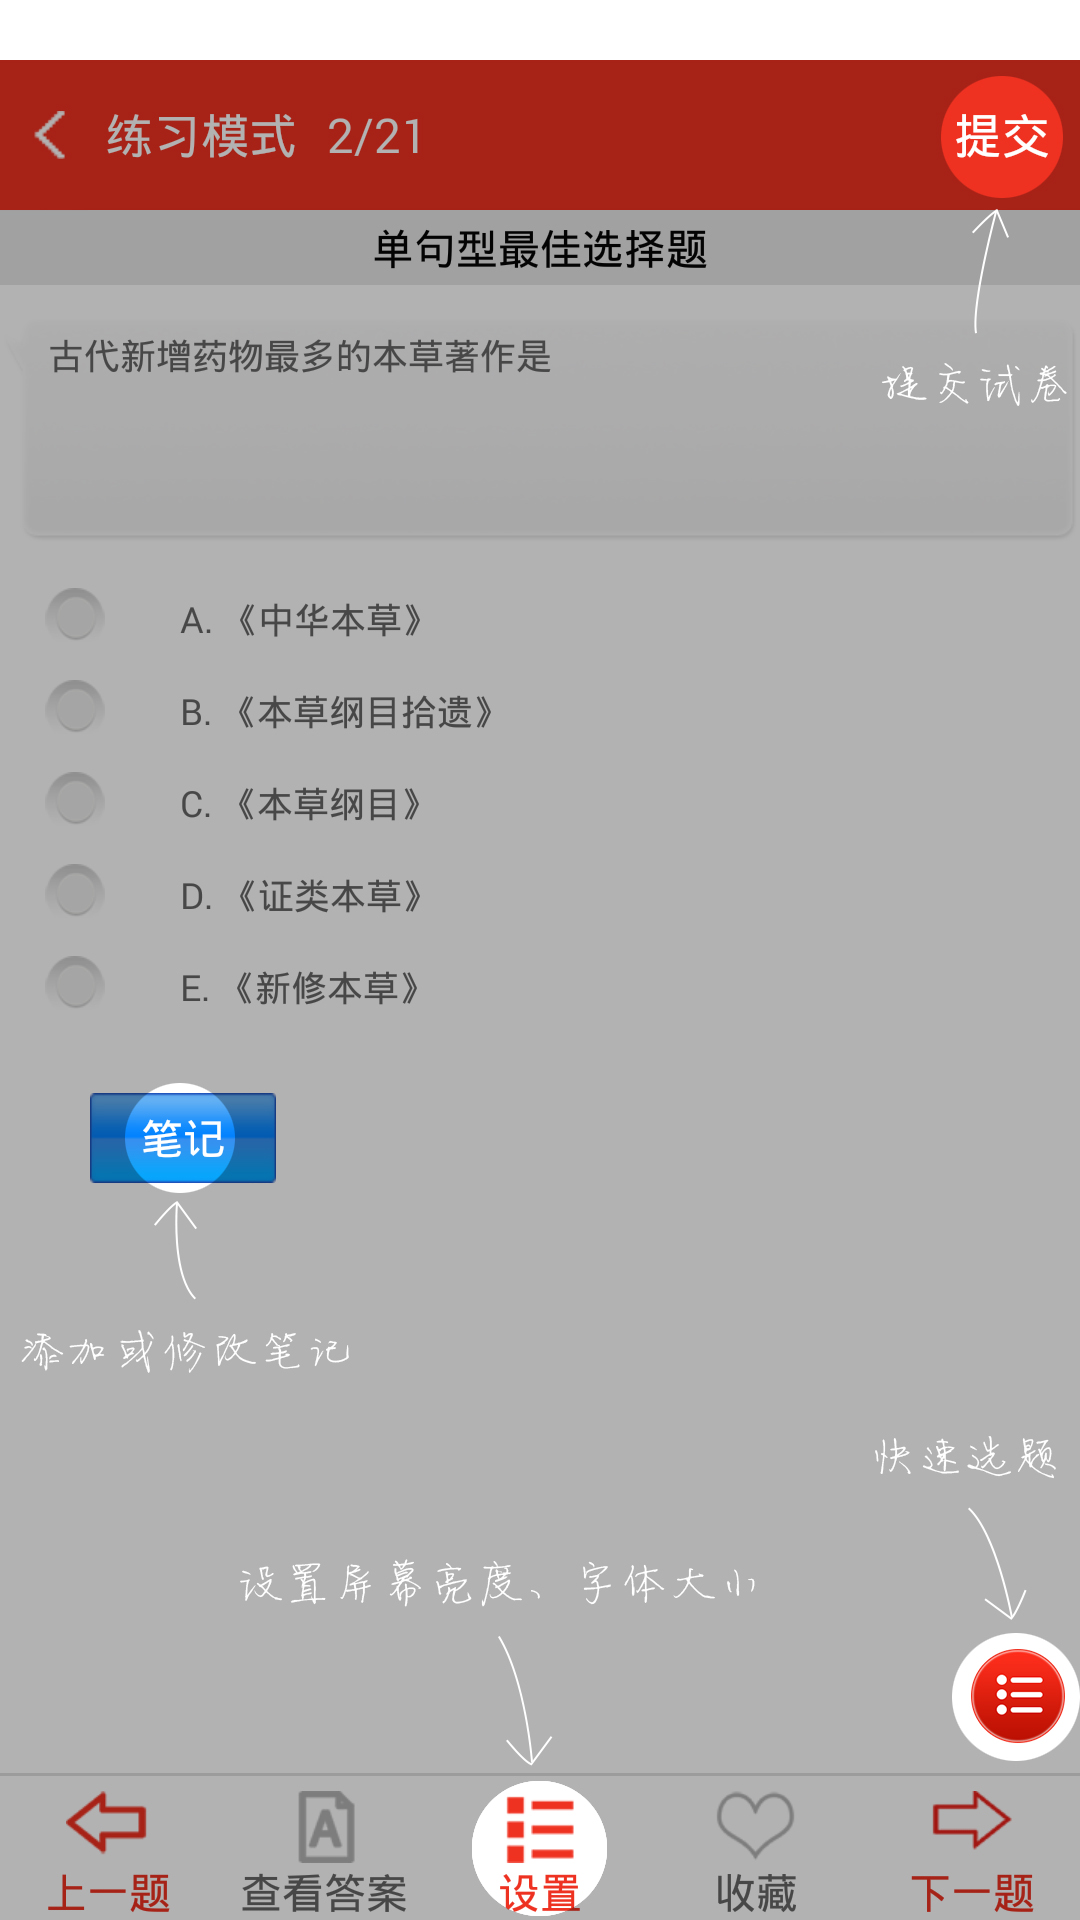 练习模式 2/21
提交
单句型最佳选择题
古代新增药物最多的本草著作是
提交试卷
A. 《中华本草》
B. 《本草纲目拾遗》
C. 《本草纲目》
D. 《证类本草》
E. 《新修本草》
笔记
添加或修改笔记
快速选题
设置屏幕亮度、字体大小
上一题 查看答案 设置 收藏 下一题